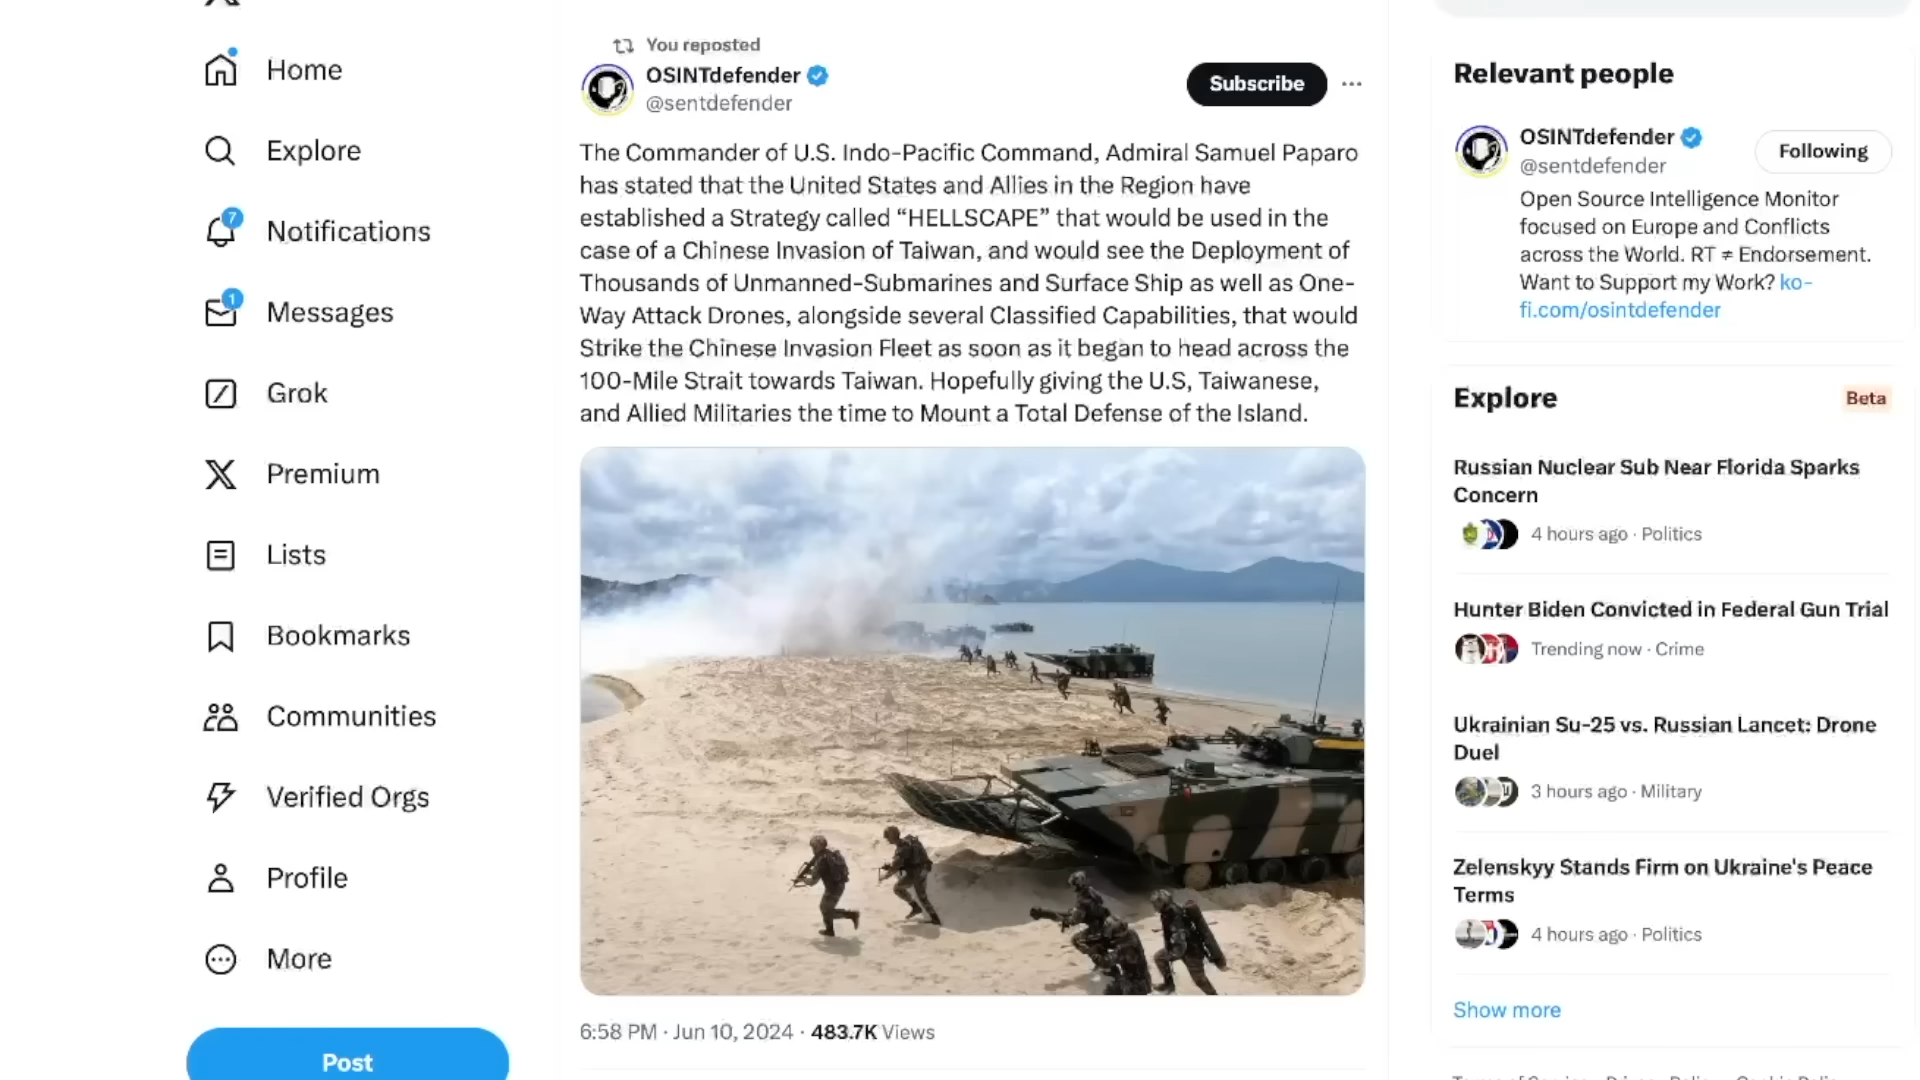 Home
Explore
7
Notifications
1
Messages
Grok
Premium
Lists
Bookmarks
Communities
Verified Orgs
Profile
More
Post
You reposted
OSINTdefender
@sentdefender
Subscribe
The Commander of U.S. Indo-Pacific Command, Admiral Samuel Paparo
has stated that the United States and Allies in the Region have
established a Strategy called “HELLSCAPE” that would be used in the
case of a Chinese Invasion of Taiwan, and would see the Deployment of
Thousands of Unmanned-Submarines and Surface Ship as well as One-
Way Attack Drones, alongside several Classified Capabilities, that would
Strike the Chinese Invasion Fleet as soon as it began to head across the
100-Mile Strait towards Taiwan. Hopefully giving the U.S, Taiwanese,
and Allied Militaries the time to Mount a Total Defense of the Island.
6:58 PM · Jun 10, 2024 · 483.7K Views
Relevant people
OSINTdefender
@sentdefender
Following
Open Source Intelligence Monitor
focused on Europe and Conflicts
across the World. RT ≠ Endorsement.
Want to Support my Work? ko-
fi.com/osintdefender
Explore
Beta
Russian Nuclear Sub Near Florida Sparks
Concern
4 hours ago · Politics
Hunter Biden Convicted in Federal Gun Trial
Trending now · Crime
Ukrainian Su-25 vs. Russian Lancet: Drone
Duel
3 hours ago · Military
Zelenskyy Stands Firm on Ukraine's Peace
Terms
4 hours ago · Politics
Show more